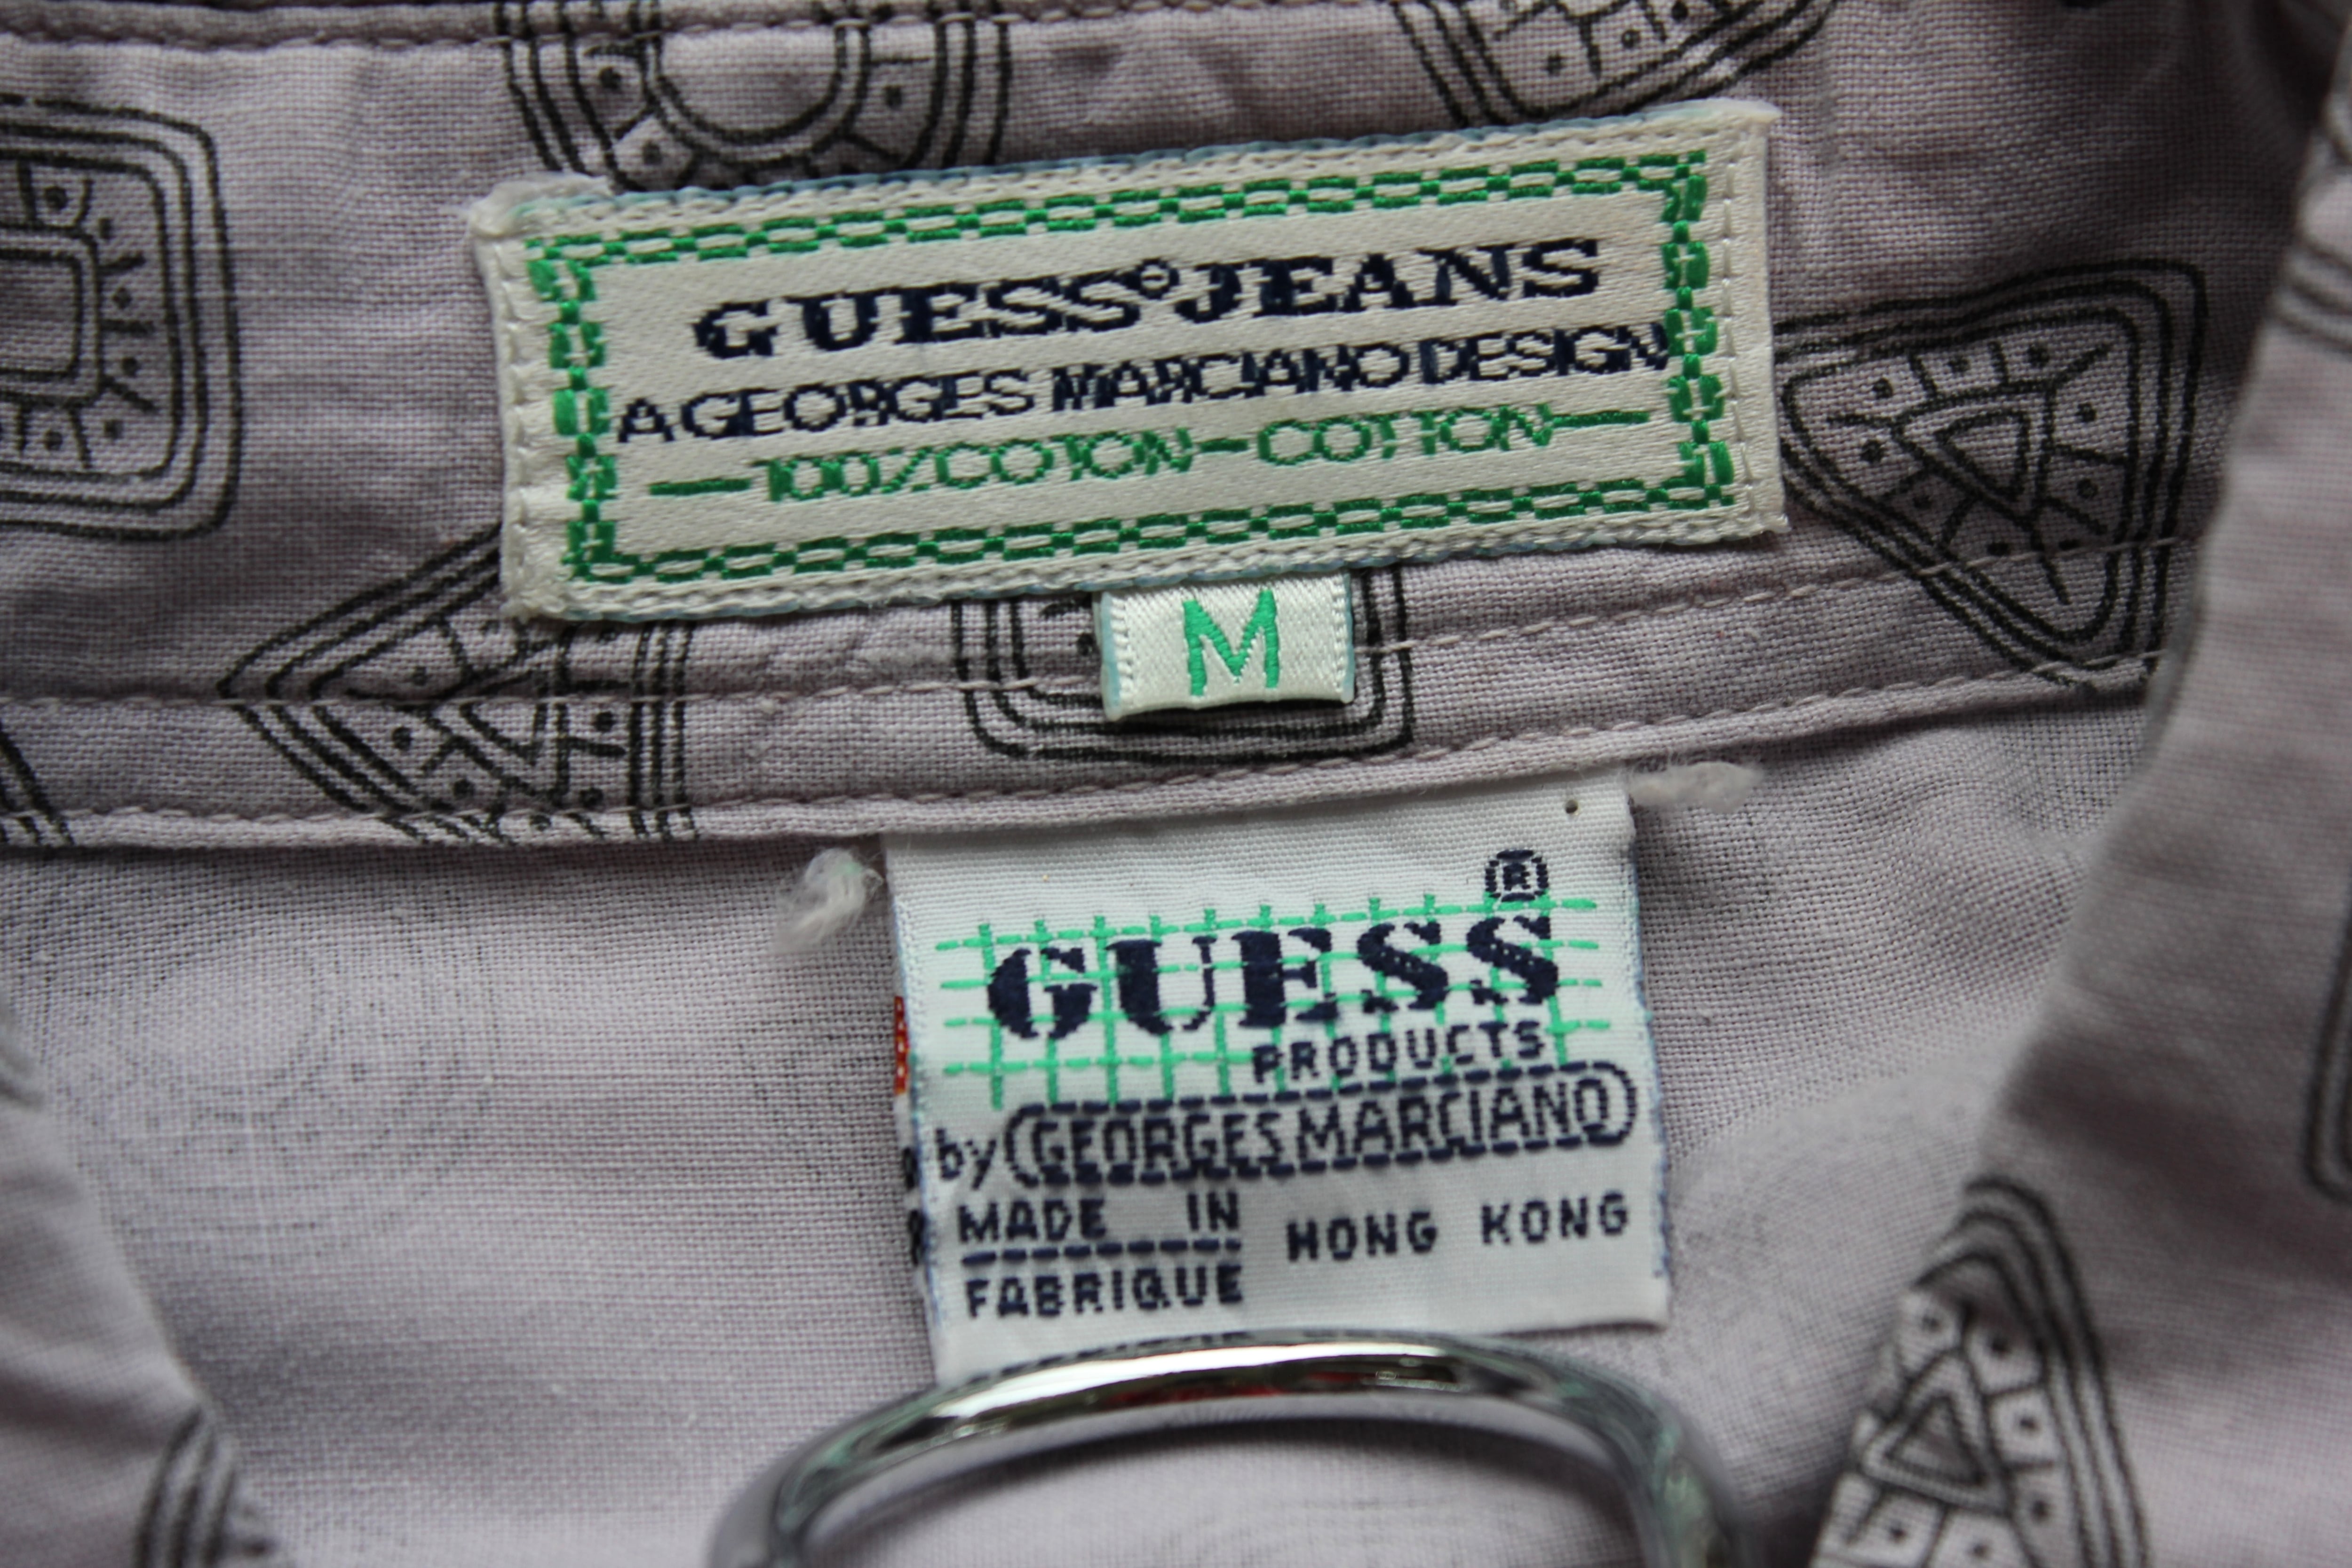 GUESS®JEANS
A GEORGES MARCIANO DESIGN
100%COTON-COTTON
M
®
GUESS
PRODUCTS
by GEORGES MARCIANO
MADE IN
HONG KONG
FABRIQUE